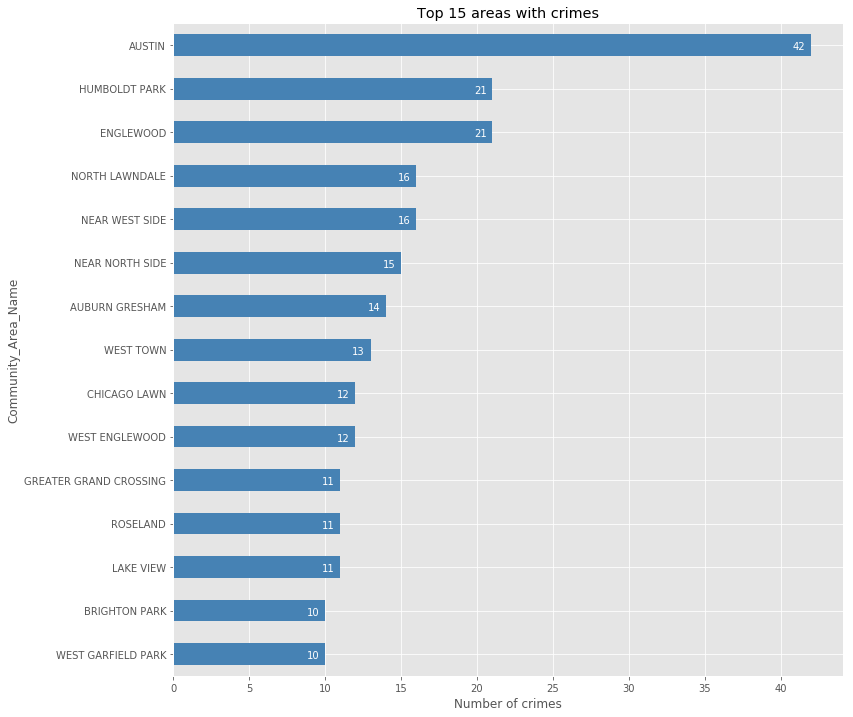 Top 15 areas with crimes
AUSTIN 42
HUMBOLDT PARK 21
ENGLEWOOD 21
NORTH LAWNDALE 16
NEAR WEST SIDE 16
NEAR NORTH SIDE 15
AUBURN GRESHAM 14
WEST TOWN 13
CHICAGO LAWN 12
WEST ENGLEWOOD 12
GREATER GRAND CROSSING 11
ROSELAND 11
LAKE VIEW 11
BRIGHTON PARK 10
WEST GARFIELD PARK 10
0 5 10 15 20 25 30 35 40
Number of crimes
Community_Area_Name